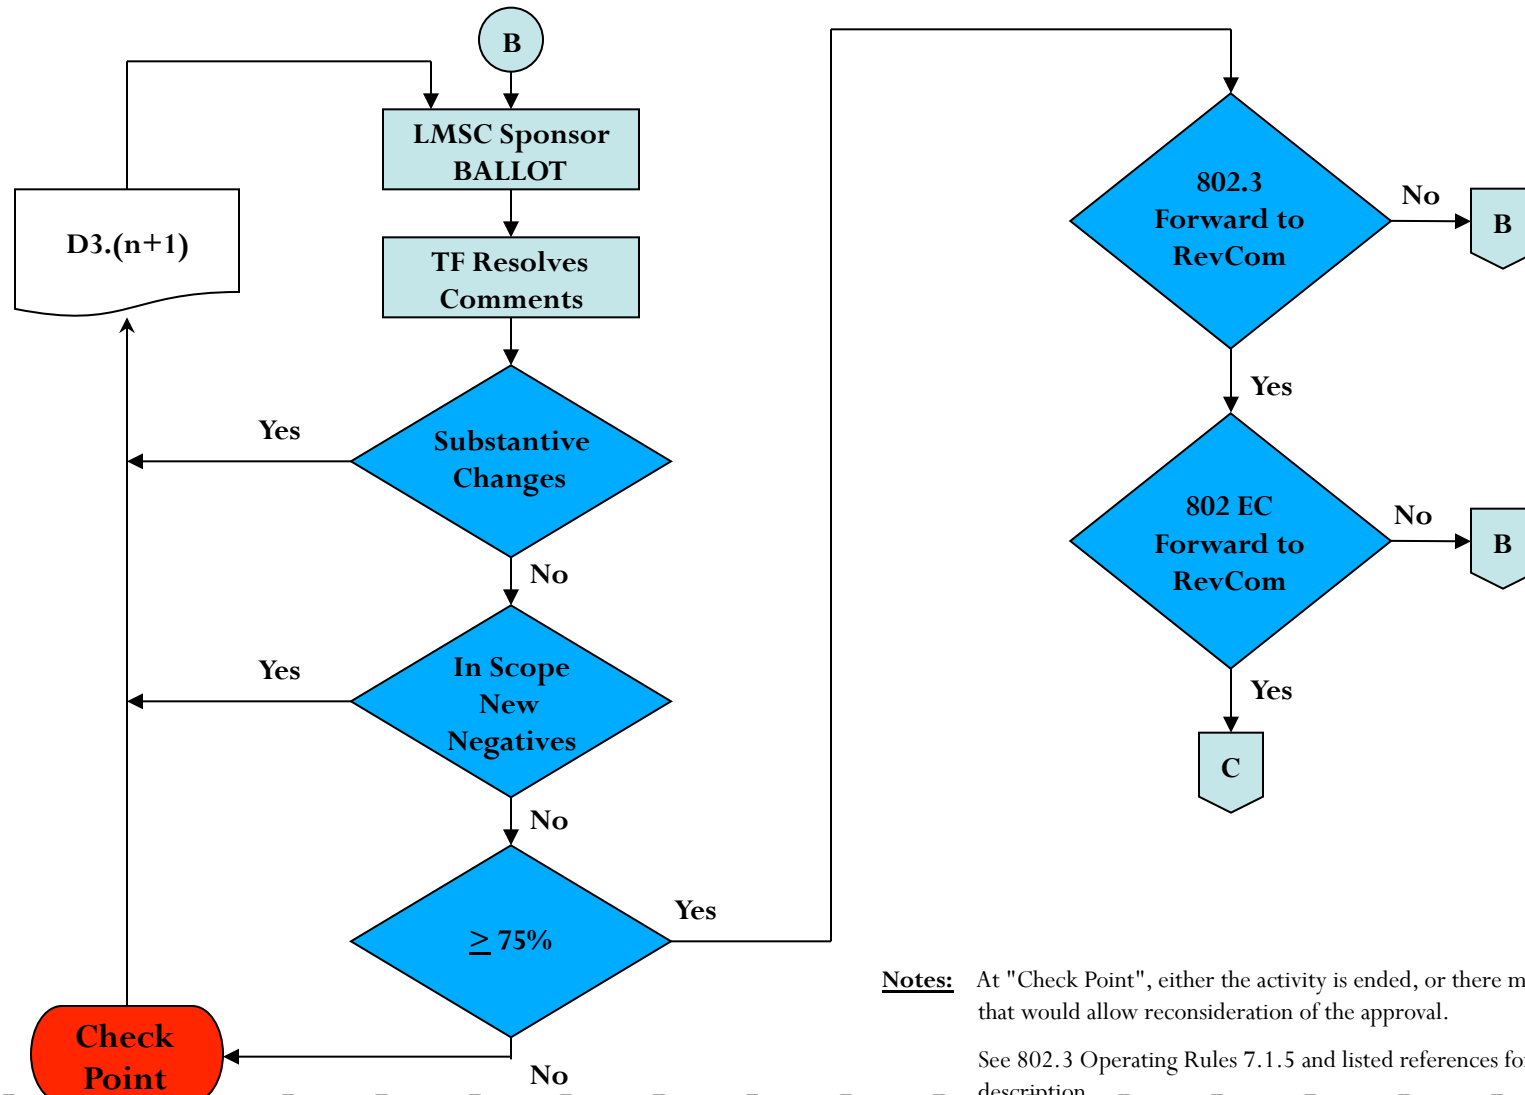 B
LMSC Sponsor
BALLOT
D3.(n+1)
TF Resolves
Comments
Substantive
Changes
Yes
No
In Scope
New
Negatives
Yes
No
≥ 75%
Yes
No
Check
Point
802.3
Forward to
RevCom
No
B
Yes
802 EC
Forward to
RevCom
No
B
Yes
C
Notes: At "Check Point", either the activity is ended, or there
that would allow reconsideration of the approval.
See 802.3 Operating Rules 7.1.5 and listed references
description